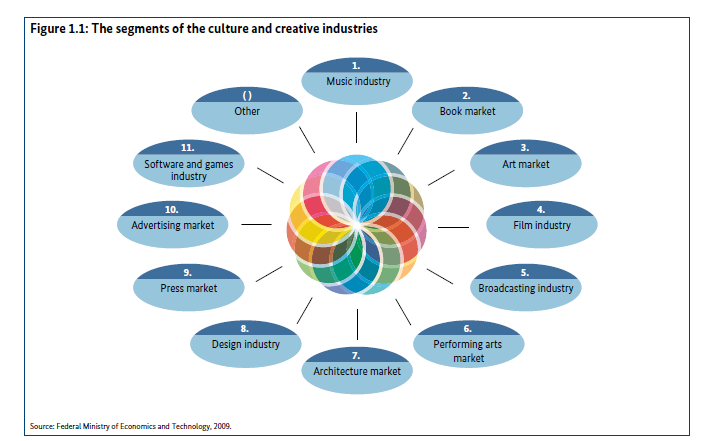 Figure 1.1: The segments of the culture and creative industries
1.
Music industry
2.
Book market
3.
Art market
4.
Film industry
5.
Broadcasting industry
6.
Performing arts
market
7.
Architecture market
8.
Design industry
9.
Press market
10.
Advertising market
11.
Software and games
industry
( )
Other
Source: Federal Ministry of Economics and Technology, 2009.